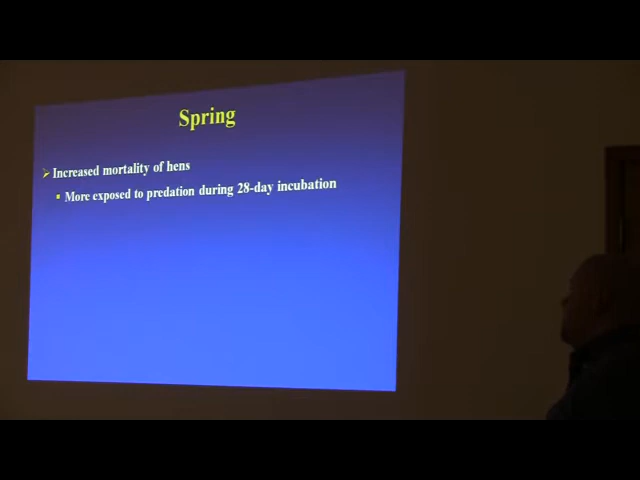 Spring
Increased mortality of hens
More exposed to predation during 28-day incubation